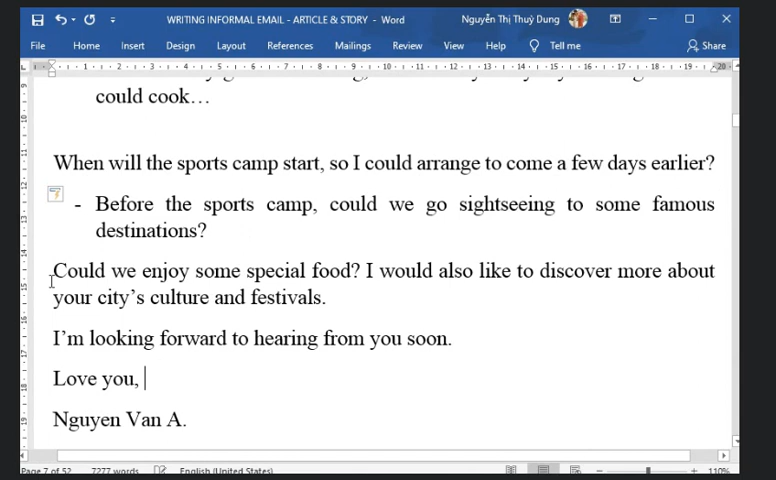 WRITING INFORMAL EMAIL - ARTICLE & STORY - Word
Nguyễn Thị Thuỳ Dung
File Home Insert Design Layout References Mailings Review View Help Tell me Share
could cook…
When will the sports camp start, so I could arrange to come a few days earlier?
- Before the sports camp, could we go sightseeing to some famous
destinations?
Could we enjoy some special food? I would also like to discover more about
your city’s culture and festivals.
I’m looking forward to hearing from you soon.
Love you,
Nguyen Van A.
Page 7 of 52 7277 words English (United States) 110%